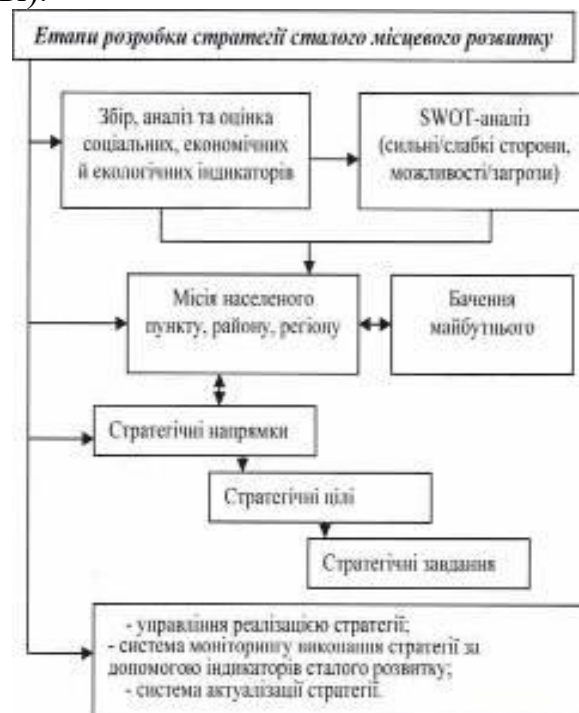 Етапи розробки стратегії сталого місцевого розвитку
Збір, аналіз та оцінка
соціальних, економічних
й екологічних індикаторів
SWOT-аналіз
(сильні/слабкі сторони,
можливості/загрози)
Місія населеного
пункту, району, регіону
Бачення
майбутнього
Стратегічні напрямки
Стратегічні цілі
Стратегічні завдання
- управління реалізацією стратегії;
- система моніторингу виконання стратегії за
допомогою індикаторів сталого розвитку;
- система актуалізації стратегії.